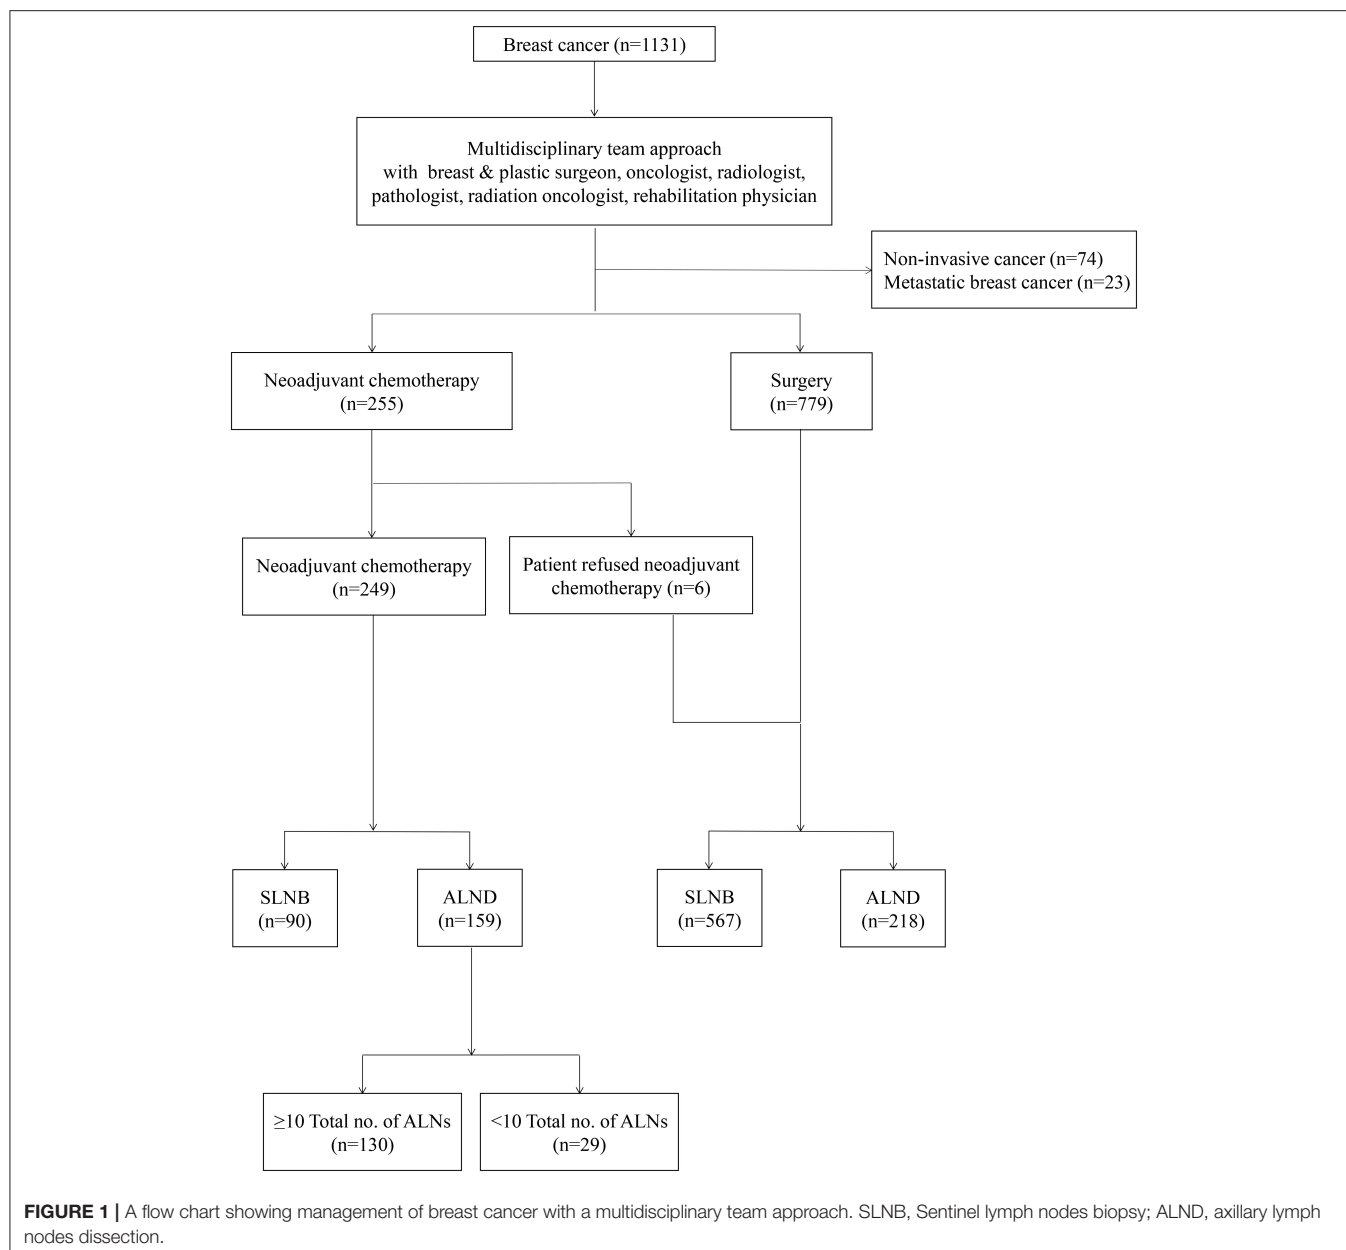 Breast cancer (n=1131)
Multidisciplinary team approach
with breast & plastic surgeon, oncologist, radiologist,
pathologist, radiation oncologist, rehabilitation physician
Non-invasive cancer (n=74)
Metastatic breast cancer (n=23)
Neoadjuvant chemotherapy
(n=255)
Surgery
(n=779)
Neoadjuvant chemotherapy
(n=249)
Patient refused neoadjuvant
chemotherapy (n=6)
SLNB
(n=90)
ALND
(n=159)
SLNB
(n=567)
ALND
(n=218)
≥10 Total no. of ALNs
(n=130)
<10 Total no. of ALNs
(n=29)
FIGURE 1 | A flow chart showing management of breast cancer with a multidisciplinary team approach. SLNB, Sentinel lymph nodes biopsy; ALND, axillary lymph
nodes dissection.